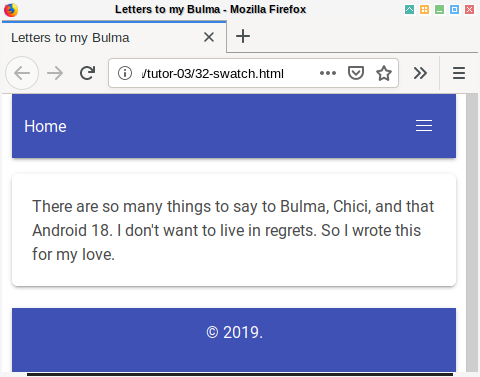 Letters to my Bulma - Mozilla Firefox
Letters to my Bulma
/tutor-03/32-swatch.html
Home
There are so many things to say to Bulma, Chici, and that
Android 18. I don't want to live in regrets. So I wrote this
for my love.
© 2019.